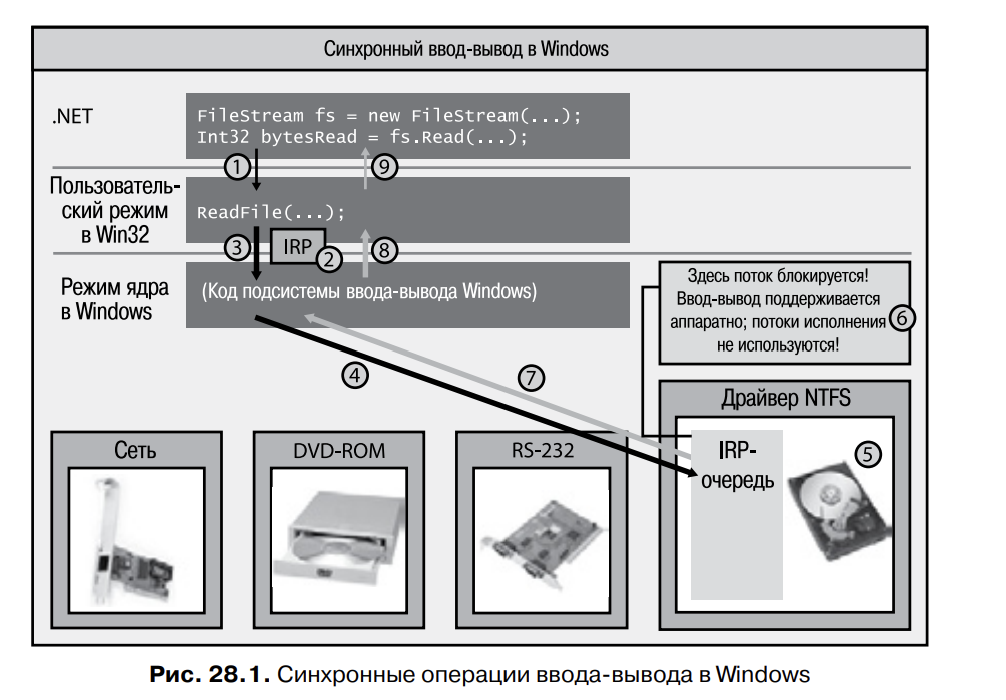 Синхронный ввод-вывод в Windows
.NET
FileStream fs = new FileStream(...);
Int32 bytesRead = fs.Read(...);
1
9
Пользователь-
ский режим
в Win32
ReadFile(...);
3
IRP
2
8
Режим ядра
в Windows
(Код подсистемы ввода-вывода Windows)
Здесь поток блокируется!
Ввод-вывод поддерживается
аппаратно; потоки исполнения
не используются!
6
4
7
Драйвер NTFS
IRP-
очередь
5
Сеть
DVD-ROM
RS-232
Рис. 28.1. Синхронные операции ввода-вывода в Windows